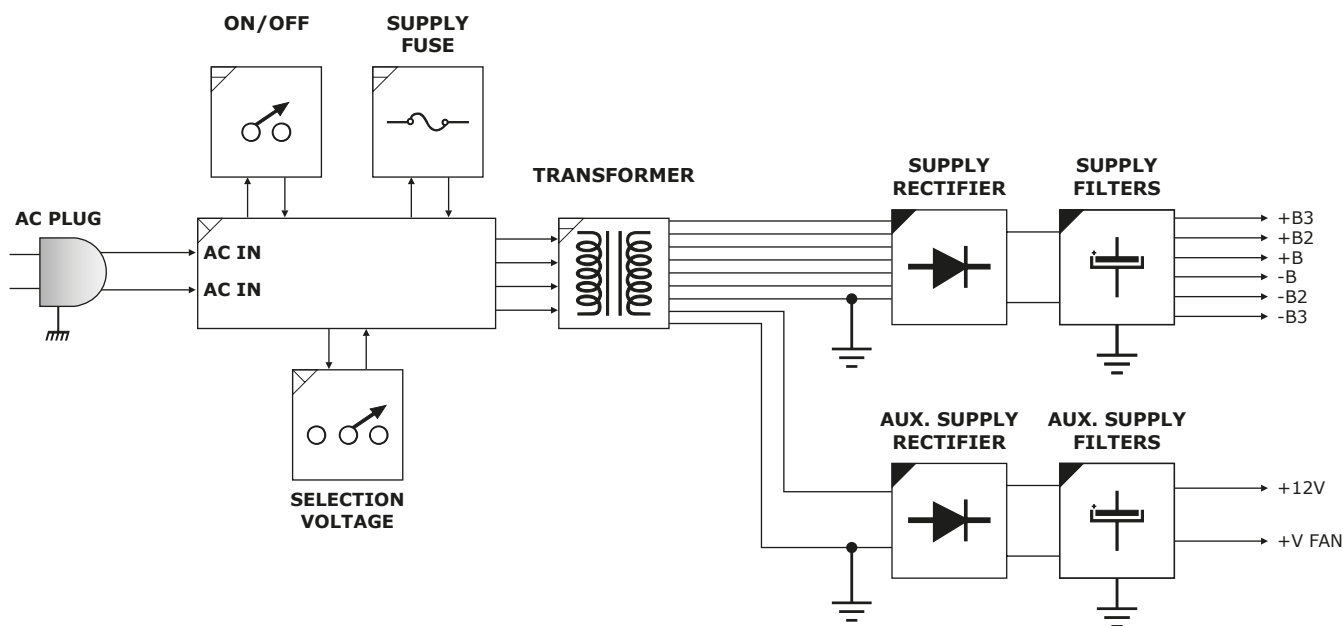 ON/OFF
SUPPLY
FUSE
AC PLUG
AC IN
AC IN
SELECTION
VOLTAGE
TRANSFORMER
SUPPLY
RECTIFIER
SUPPLY
FILTERS
+B3
+B2
+B
-B
-B2
-B3
AUX. SUPPLY
RECTIFIER
AUX. SUPPLY
FILTERS
+12V
+V FAN